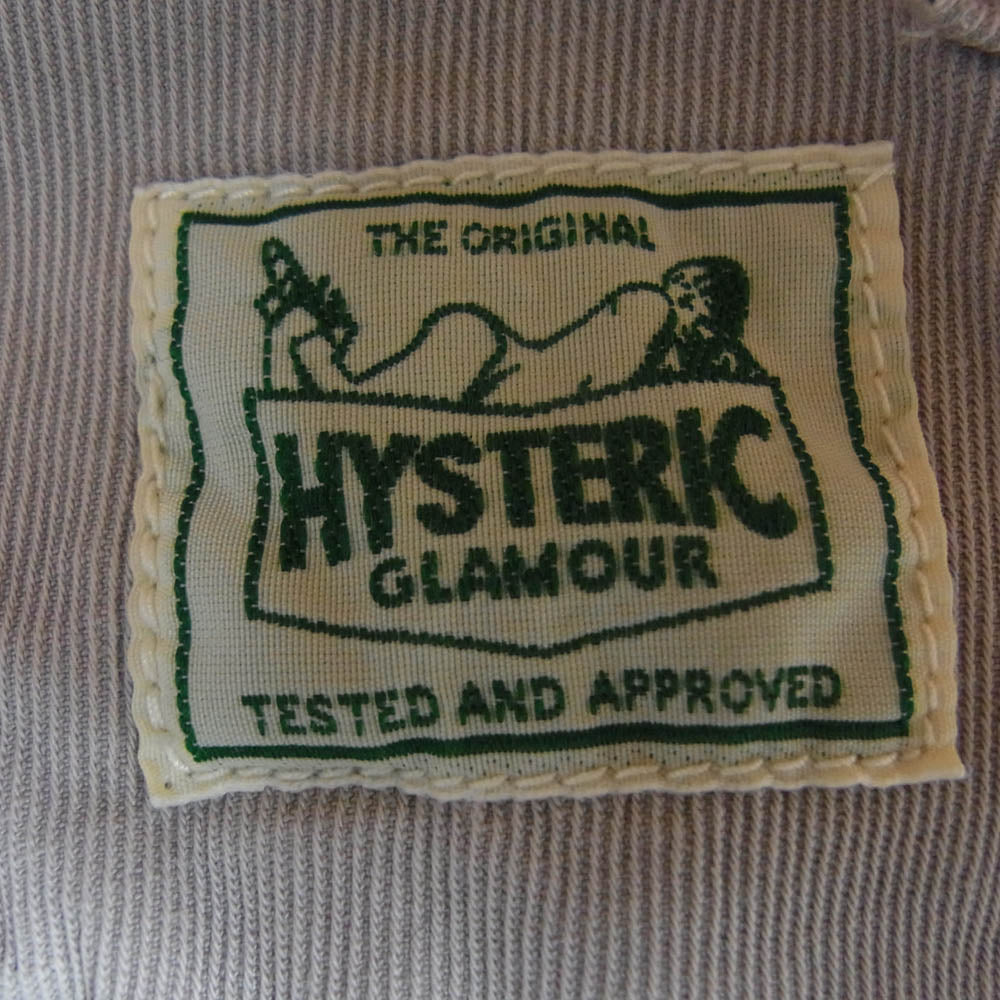 THE ORIGINAL
HYSTERIC
GLAMOUR
TESTED AND APPROVED